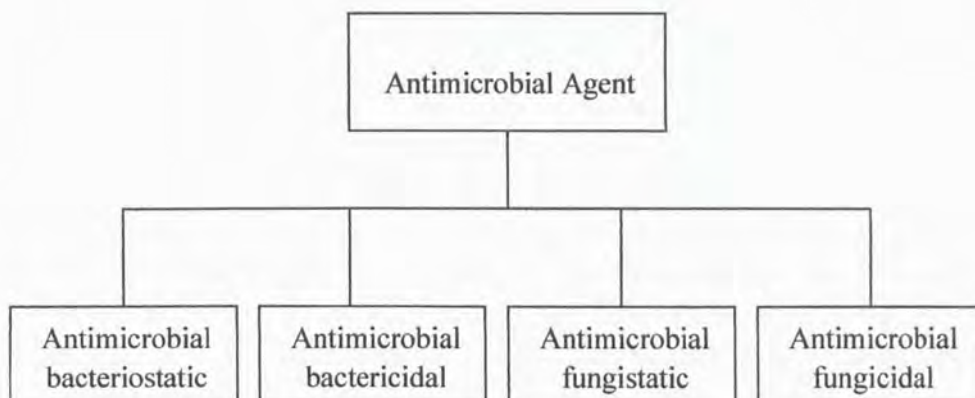 Antimicrobial Agent
Antimicrobial
bacteriostatic
Antimicrobial
bactericidal
Antimicrobial
fungistatic
Antimicrobial
fungicidal